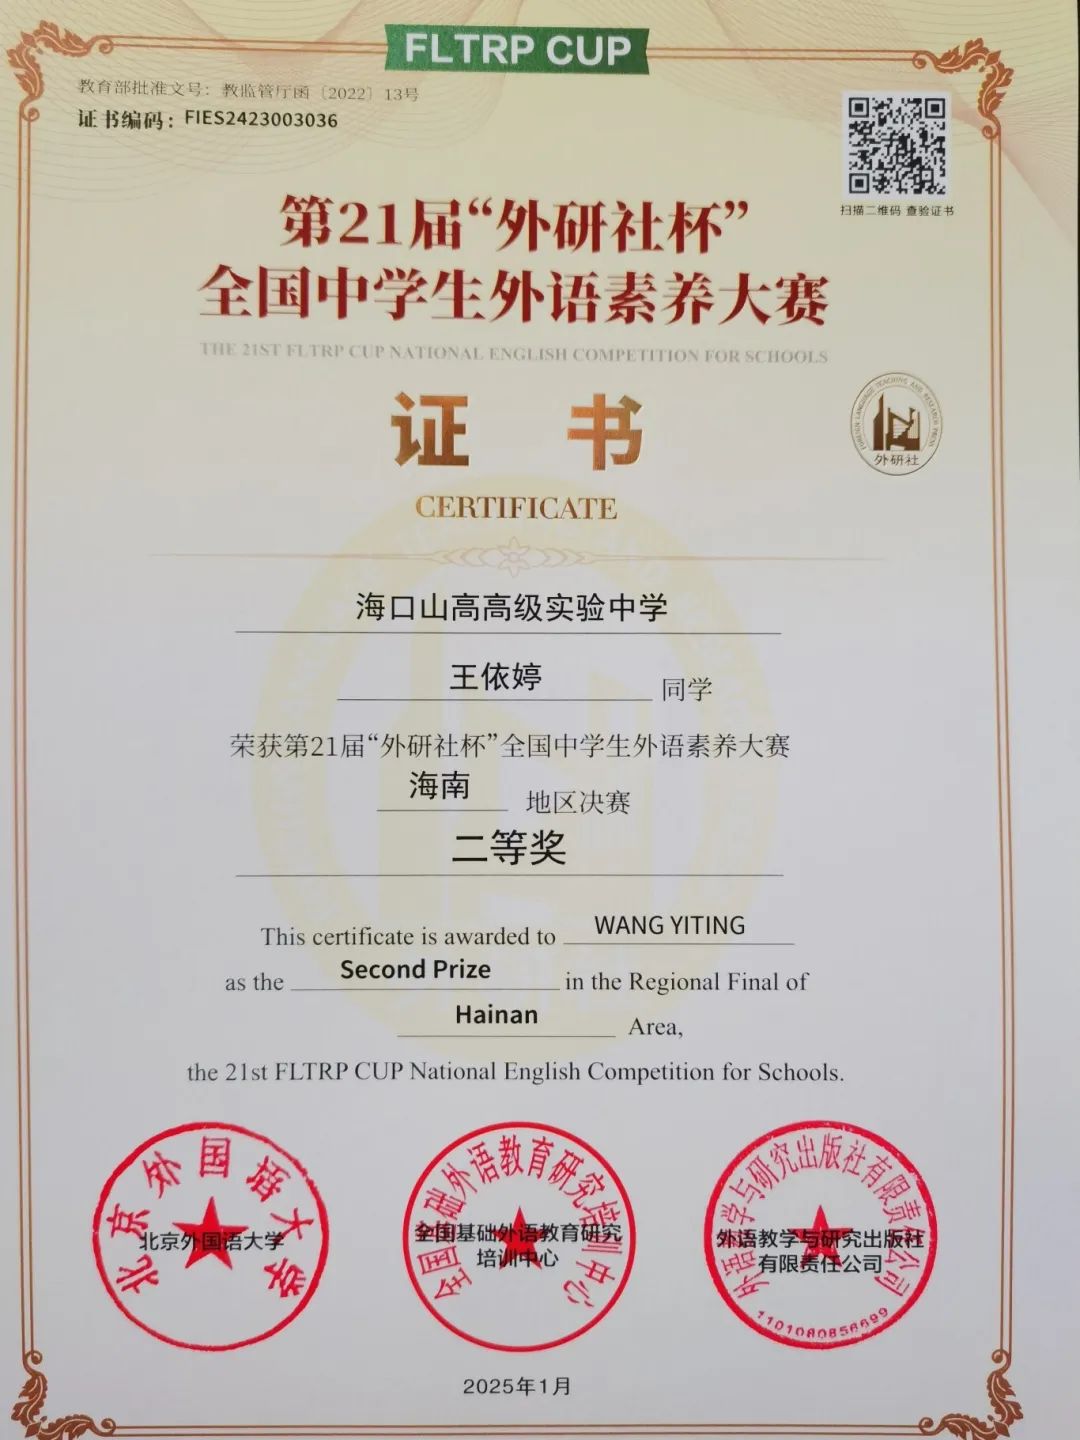 FLTRP CUP
教育部批准文号：教监管厅函〔2022〕13号
证书编码：FIES2423003036
扫描二维码 查验证书
第21届“外研社杯”
全国中学生外语素养大赛
THE 21ST FLTRP CUP NATIONAL ENGLISH COMPETITION FOR SCHOOLS
证 书
FOREIGN LANGUAGE TEACHING AND RESEARCH PRESS
外研社
CERTIFICATE
海口山高高级实验中学
王依婷 同学
荣获第21届“外研社杯”全国中学生外语素养大赛
海南 地区决赛
二等奖
This certificate is awarded to WANG YITING
as the Second Prize in the Regional Final of
Hainan Area,
the 21st FLTRP CUP National English Competition for Schools.
北京外国语大学
北京外国语大学
全国基础外语教育研究培训中心
全国基础外语教育研究
培训中心
外语教学与研究出版社有限责任公司
外语教学与研究出版社
有限责任公司
2025年1月